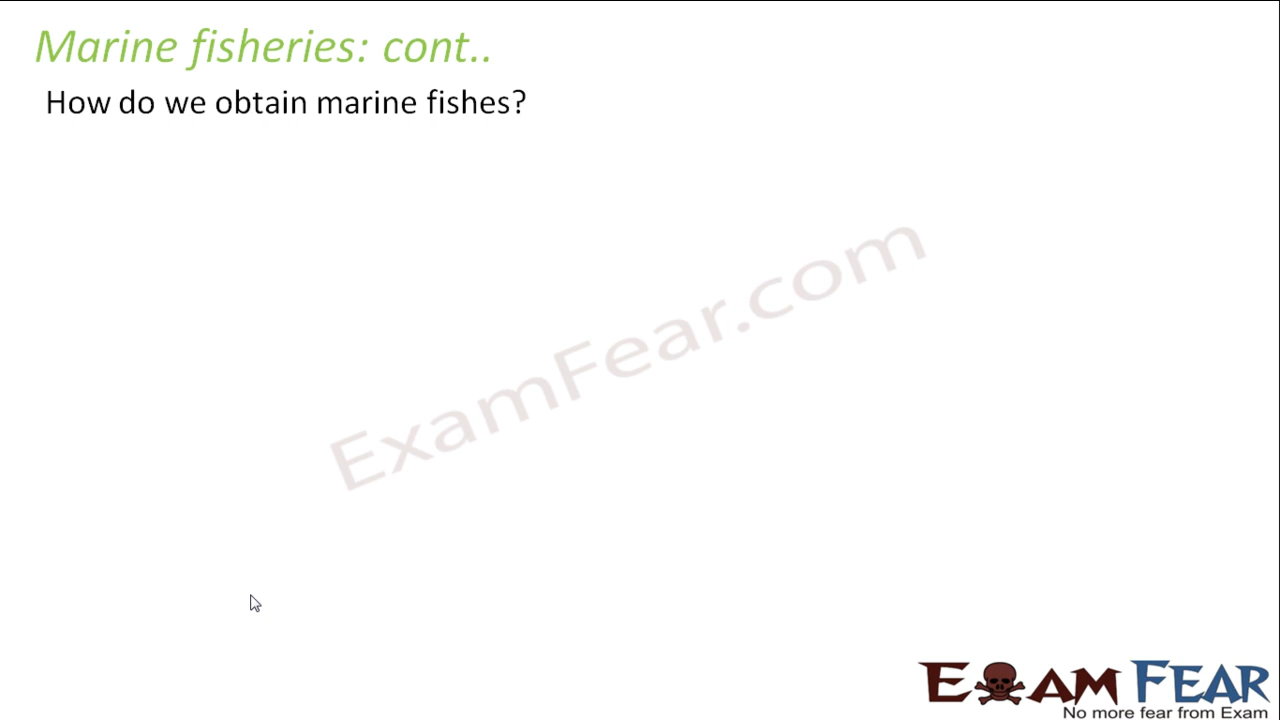 Marine fisheries: cont..
How do we obtain marine fishes?
ExamFear.com
EXAM FEAR
No more fear from Exam